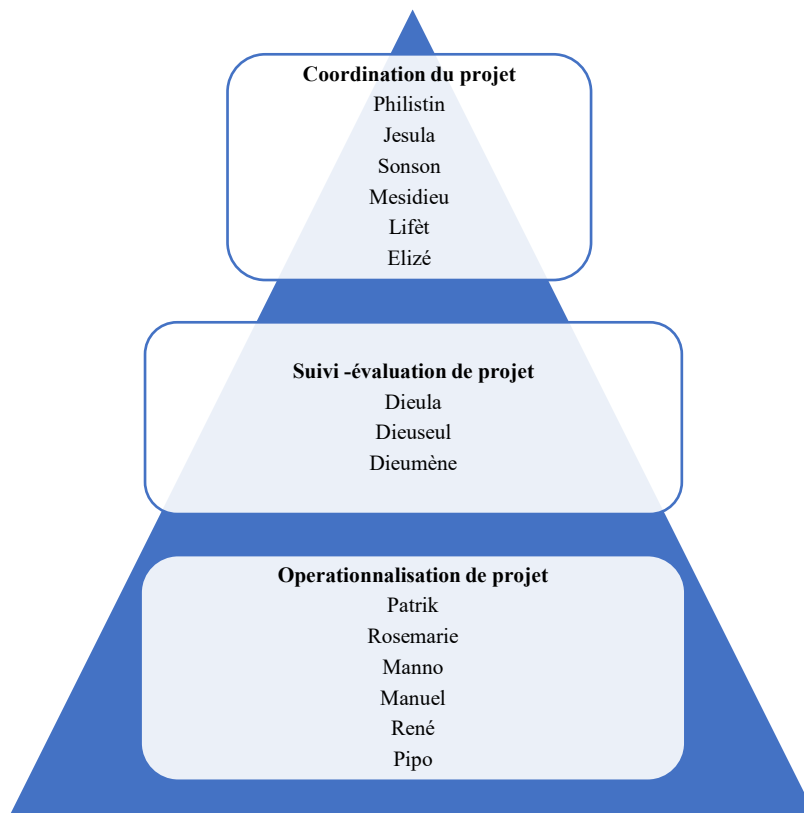 Coordination du projet
Philistin
Jesula
Sonson
Mesidieu
Lifèt
Elizé
Suivi -évaluation de projet
Dieula
Dieuseul
Dieumène
Operationnalisation de projet
Patrik
Rosemarie
Manno
Manuel
René
Pipo